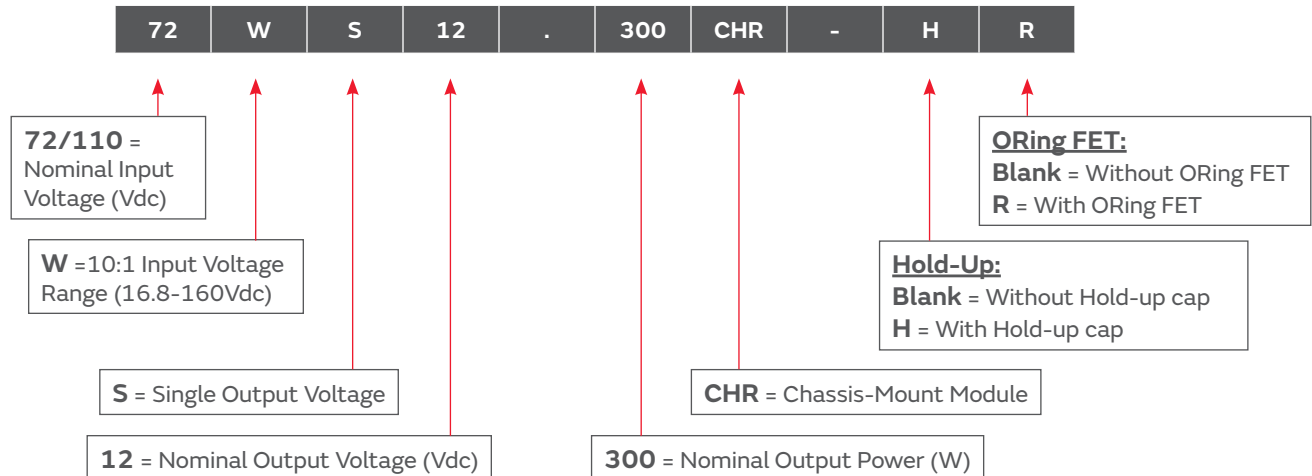 72 W S 12 . 300 CHR - H R
72/110 =
Nominal Input
Voltage (Vdc)
ORing FET:
Blank = Without ORing FET
R = With ORing FET
W =10:1 Input Voltage
Range (16.8-160Vdc)
Hold-Up:
Blank = Without Hold-up cap
H = With Hold-up cap
S = Single Output Voltage
CHR = Chassis-Mount Module
12 = Nominal Output Voltage (Vdc)
300 = Nominal Output Power (W)